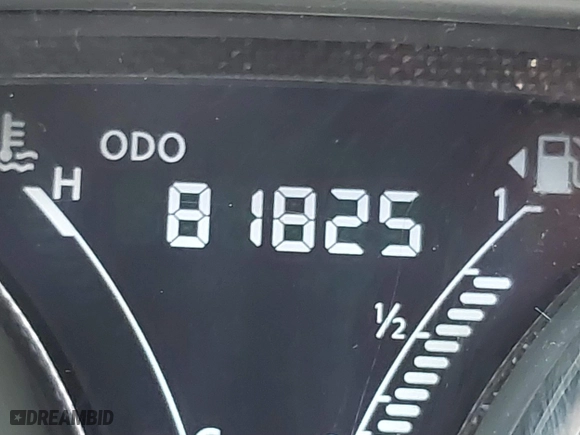 ODO
H
81825
1
1/2
DREAMBID